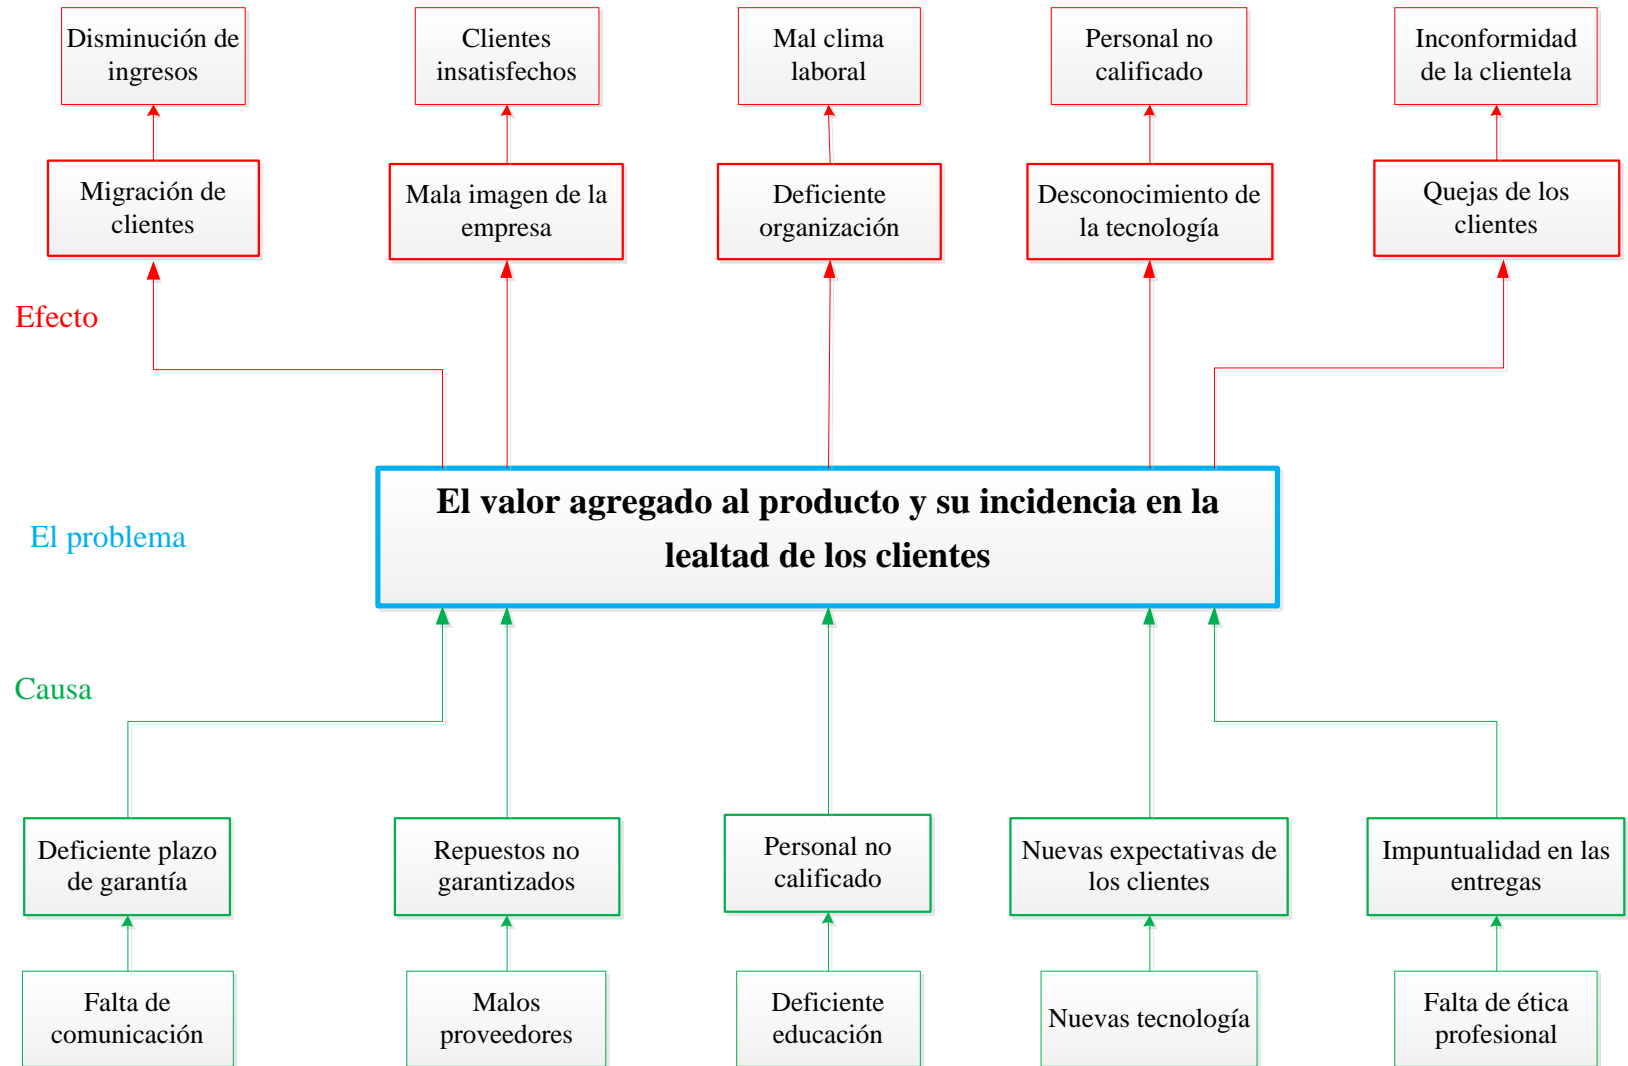 Disminución de
ingresos
Clientes
insatisfechos
Mal clima
laboral
Personal no
calificado
Inconformidad
de la clientela
Migración de
clientes
Mala imagen de la
empresa
Deficiente
organización
Desconocimiento de
la tecnología
Quejas de los
clientes
Efecto
El valor agregado al producto y su incidencia en la
lealtad de los clientes
El problema
Causa
Deficiente plazo
de garantía
Repuestos no
garantizados
Personal no
calificado
Nuevas expectativas de
los clientes
Impuntualidad en las
entregas
Falta de
comunicación
Malos
proveedores
Deficiente
educación
Nuevas tecnología
Falta de ética
profesional